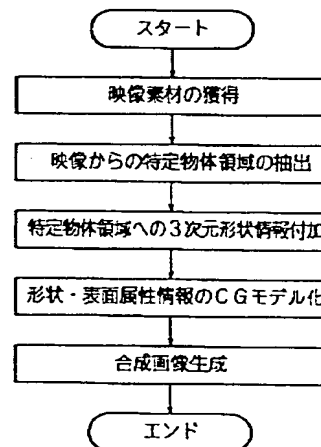 スタート
映像素材の獲得
映像からの特定物体領域の抽出
特定物体領域への3次元形状情報付加
形状・表面属性情報のCGモデル化
合成画像生成
エンド